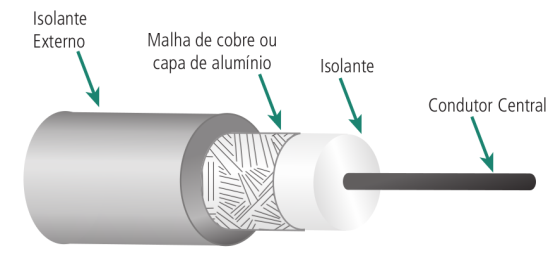 Isolante
Externo
Malha de cobre ou
capa de alumínio
Isolante
Condutor Central